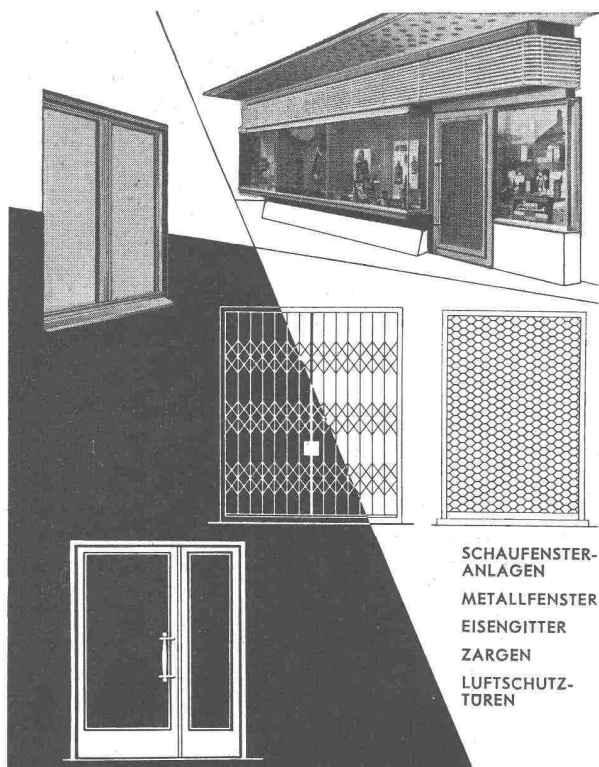 SCHAUFENSTER-
ANLAGEN
METALLFENSTER
EISENGITTER
ZARGEN
LUFTSCHUTZ-
TÜREN